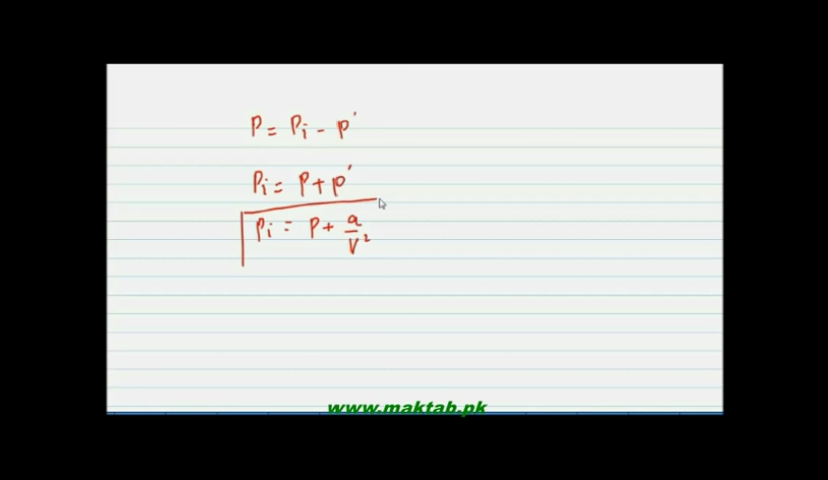 P = Pi - p'
Pi = P + p'
Pi = P + a/V²
www.maktab.pk